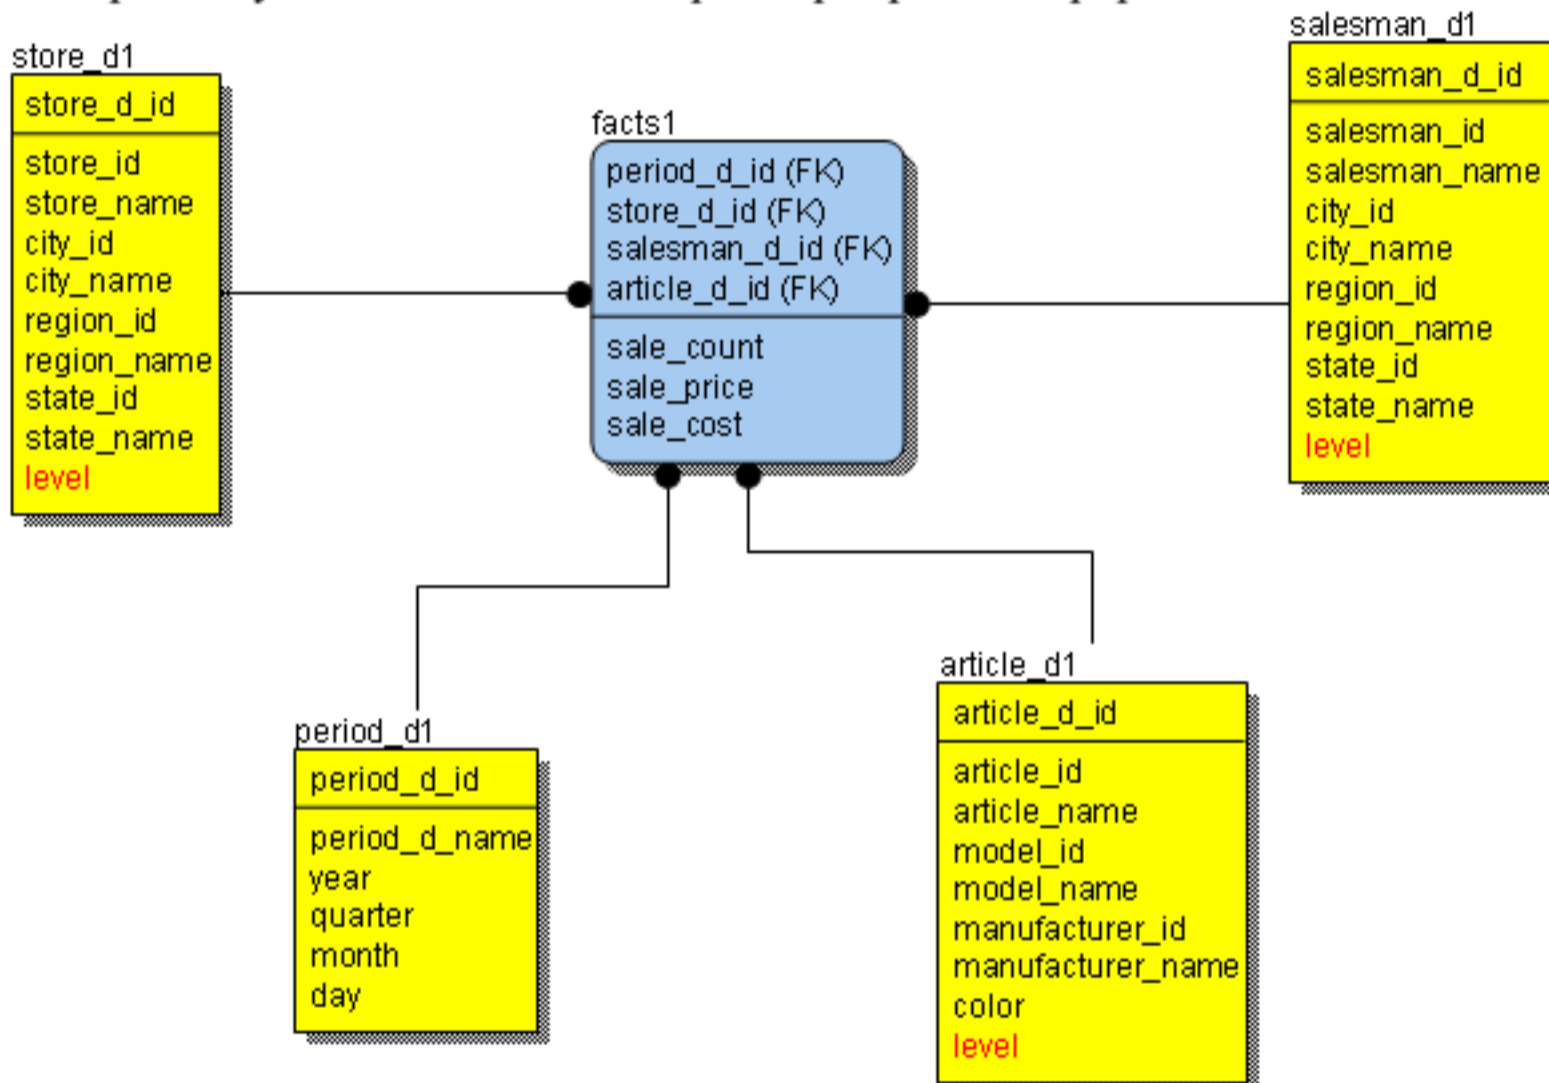 store_d1
store_d_id
store_id
store_name
city_id
city_name
region_id
region_name
state_id
state_name
level
facts1
period_d_id (FK)
store_d_id (FK)
salesman_d_id (FK)
article_d_id (FK)
sale_count
sale_price
sale_cost
salesman_d1
salesman_d_id
salesman_id
salesman_name
city_id
city_name
region_id
region_name
state_id
state_name
level
period_d1
period_d_id
period_d_name
year
quarter
month
day
article_d1
article_d_id
article_id
article_name
model_id
model_name
manufacturer_id
manufacturer_name
color
level